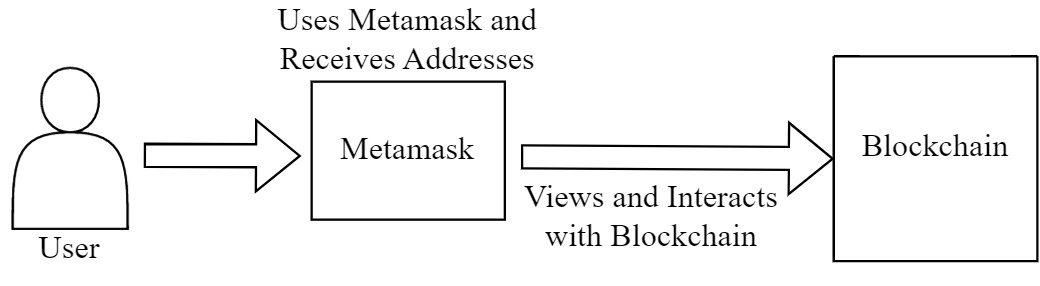 Uses Metamask and
Receives Addresses
Metamask
Blockchain
Views and Interacts
with Blockchain
User